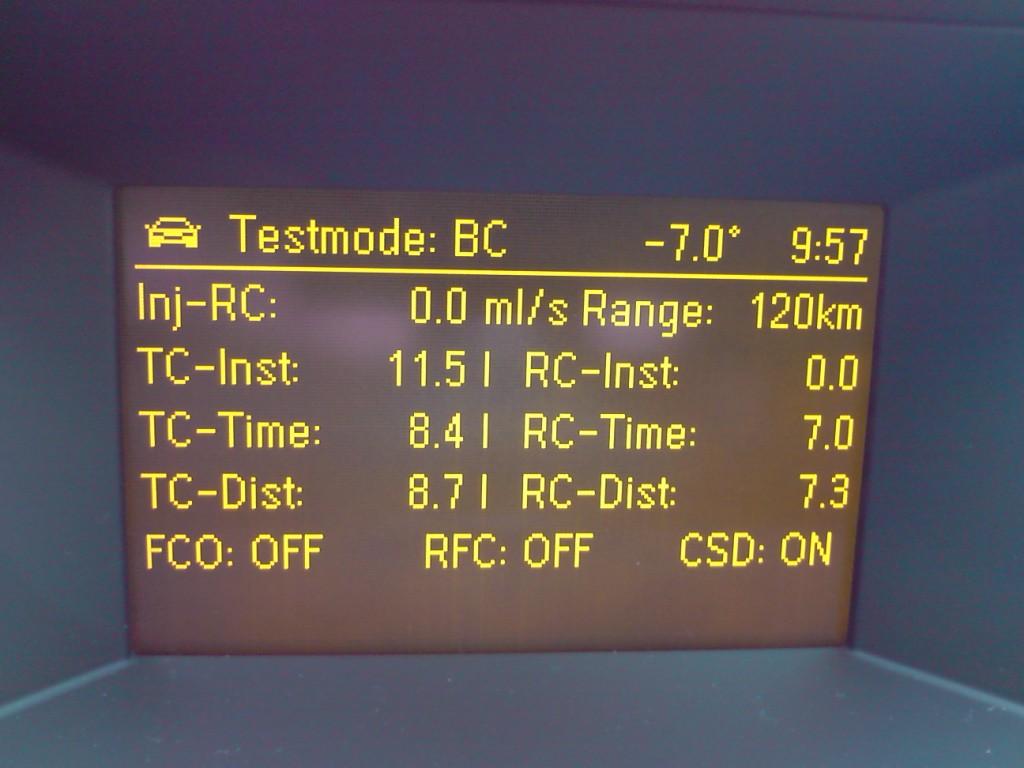 Testmode: BC -7.0° 9:57
Inj-RC: 0.0 ml/s Range: 120km
TC-Inst: 11.5 l RC-Inst: 0.0
TC-Time: 8.4 l RC-Time: 7.0
TC-Dist: 8.7 l RC-Dist: 7.3
FCO: OFF RFC: OFF CSD: ON